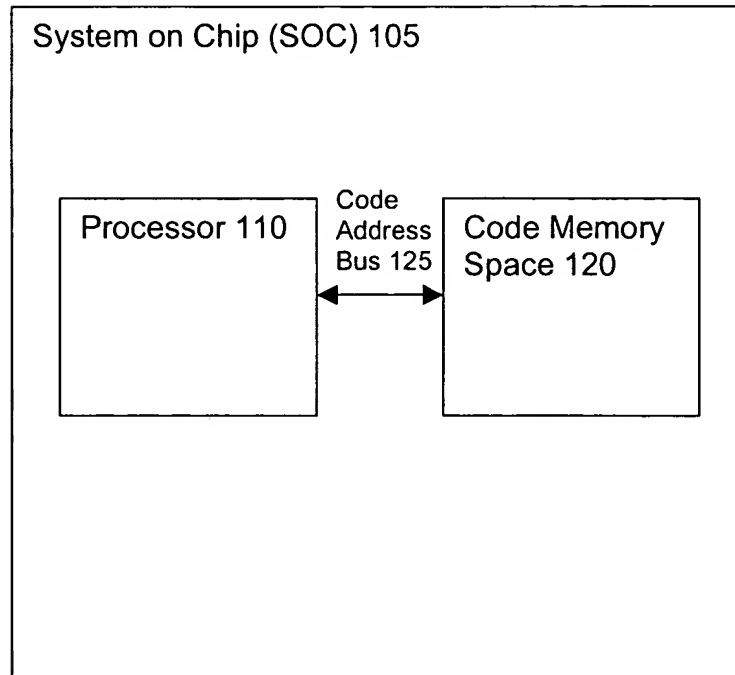 System on Chip (SOC) 105
Processor 110
Code
Address
Bus 125
Code Memory
Space 120